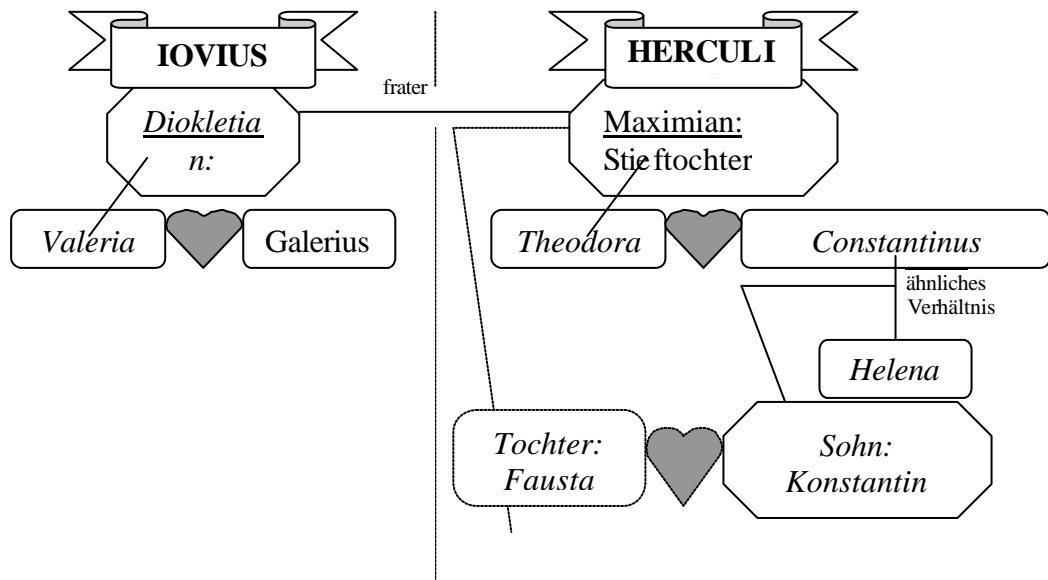 IOVIUS
HERCULI
frater
Diokletia
n:
Maximian:
Stieftochter
Valeria
Galerius
Theodora
Constantinus
ähnliches
Verhältnis
Helena
Tochter:
Fausta
Sohn:
Konstantin